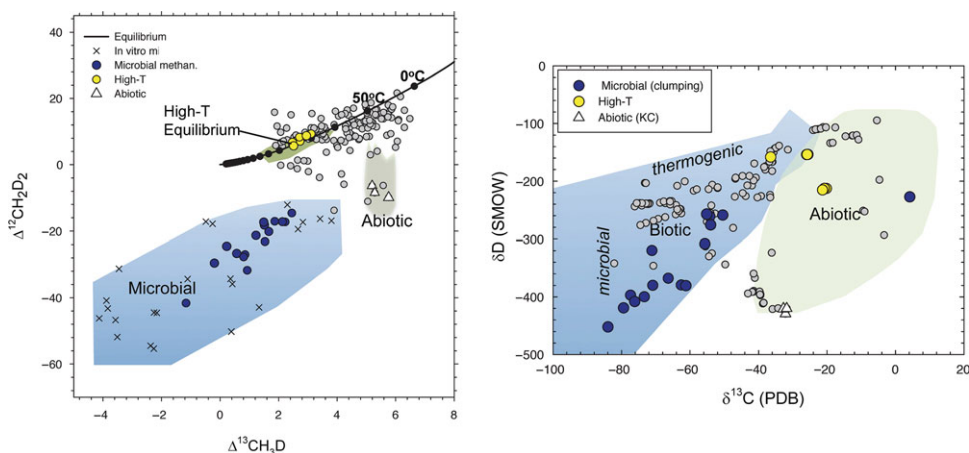 40
20
0
−20
−40
−60
Δ¹²CH₂D₂
Equilibrium
In vitro mi
Microbial methan.
High-T
Abiotic
0°C
50°C
High-T
Equilibrium
Abiotic
Microbial
−4 −2 0 2 4 6 8
Δ¹³CH₃D
0
−100
−200
−300
−400
−500
δD (SMOW)
Microbial (clumping)
High-T
Abiotic (KC)
thermogenic
Biotic
microbial
Abiotic
−100 −80 −60 −40 −20 0 20
δ¹³C (PDB)